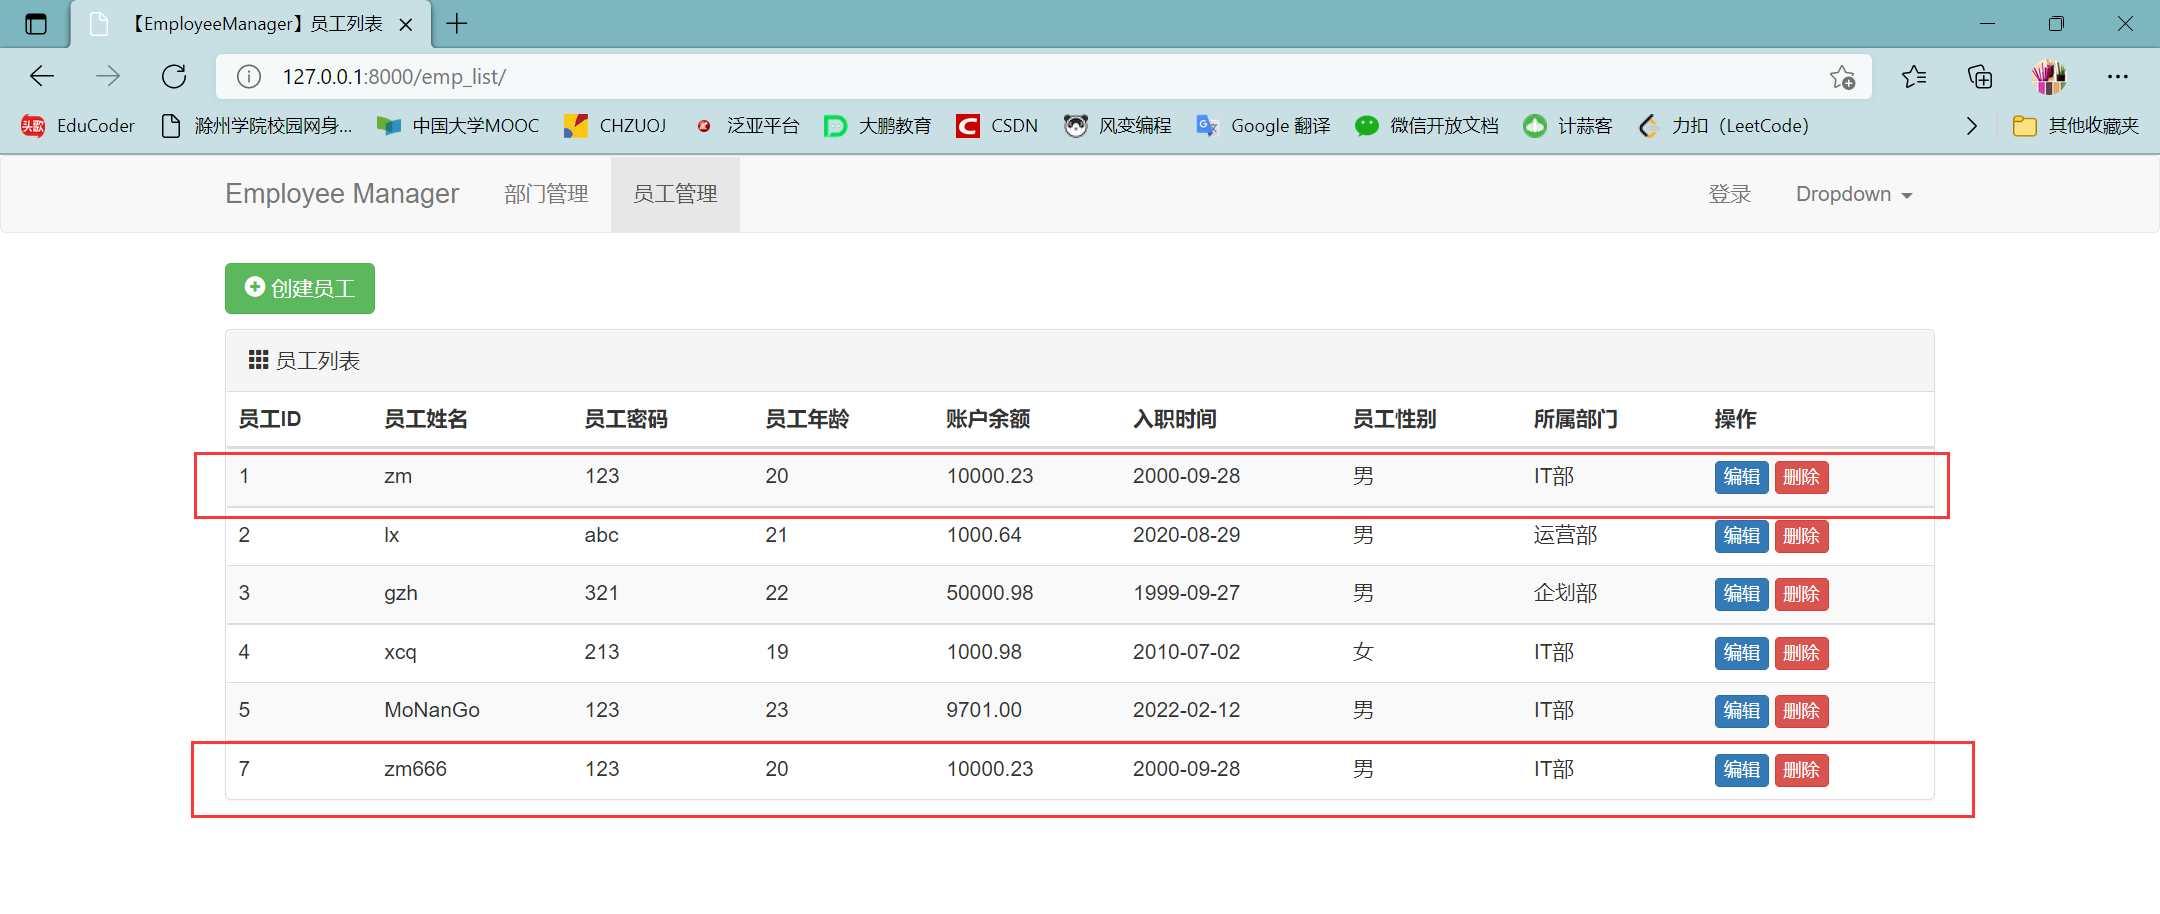 【EmployeeManager】员工列表
127.0.0.1:8000/emp_list/
头歌 EduCoder 滁州学院校园网身... 中国大学MOOC CHZUOJ 泛亚平台 大鹏教育 CSDN 风变编程 Google 翻译 微信开放文档 计蒜客 力扣（LeetCode） 其他收藏夹
Employee Manager 部门管理 员工管理 登录 Dropdown
创建员工
员工列表
员工ID 员工姓名 员工密码 员工年龄 账户余额 入职时间 员工性别 所属部门 操作
1 zm 123 20 10000.23 2000-09-28 男 IT部 编辑 删除
2 lx abc 21 1000.64 2020-08-29 男 运营部 编辑 删除
3 gzh 321 22 50000.98 1999-09-27 男 企划部 编辑 删除
4 xcq 213 19 1000.98 2010-07-02 女 IT部 编辑 删除
5 MoNanGo 123 23 9701.00 2022-02-12 男 IT部 编辑 删除
7 zm666 123 20 10000.23 2000-09-28 男 IT部 编辑 删除